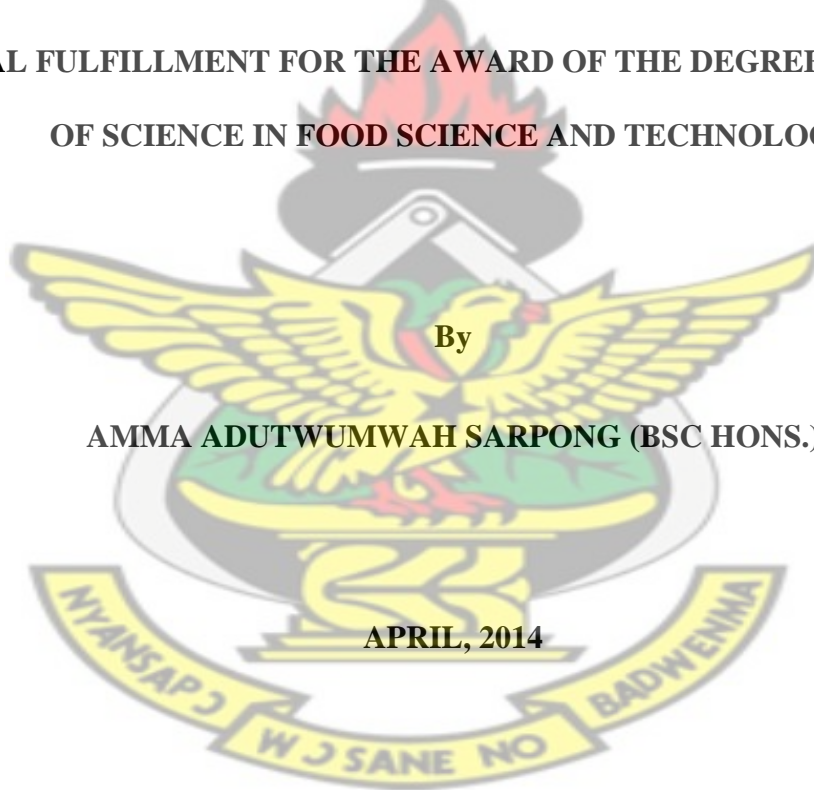 AL FULFILLMENT FOR THE AWARD OF THE DEGREE
OF SCIENCE IN FOOD SCIENCE AND TECHNOLOG
By
AMMA ADUTWUMWAH SARPONG (BSC HONS.)
APRIL, 2014
NYANSAPƆ WƆSANE NO BADWENMA